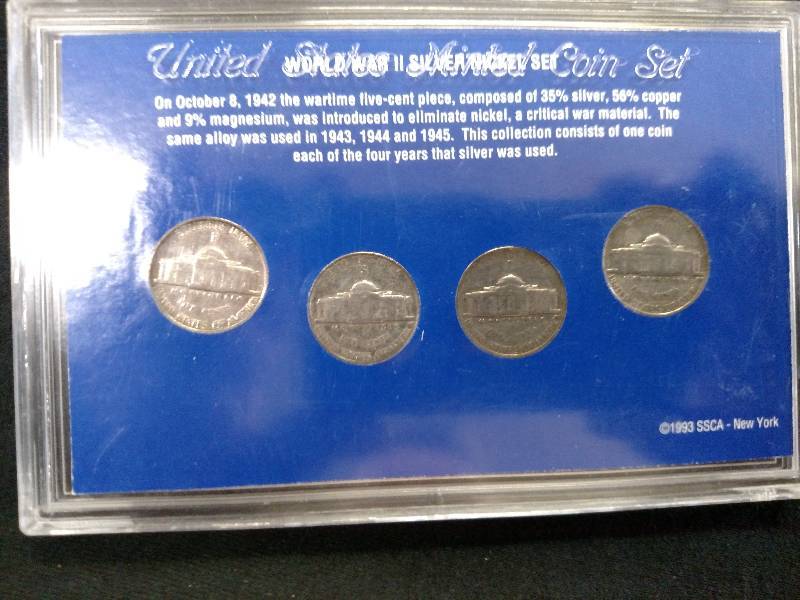 United States Minted Coin Set
WORLD WAR II SILVER NICKEL SET
On October 8, 1942 the wartime five-cent piece, composed of 35% silver, 56% copper
and 9% magnesium, was introduced to eliminate nickel, a critical war material. The
same alloy was used in 1943, 1944 and 1945. This collection consists of one coin
each of the four years that silver was used.
©1993 SSCA - New York